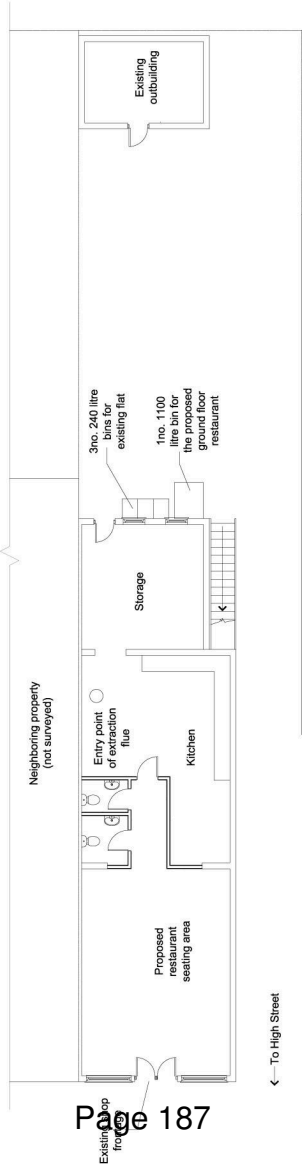 Existing
outbuilding
3no. 240 litre
bins for
existing flat
1no. 1100
litre bin for
the proposed
ground floor
restaurant
Neighboring property
(not surveyed)
Storage
Entry point
of extraction
flue
Kitchen
Proposed
restaurant
seating area
Existing shop
frontage
To High Street
Page 187